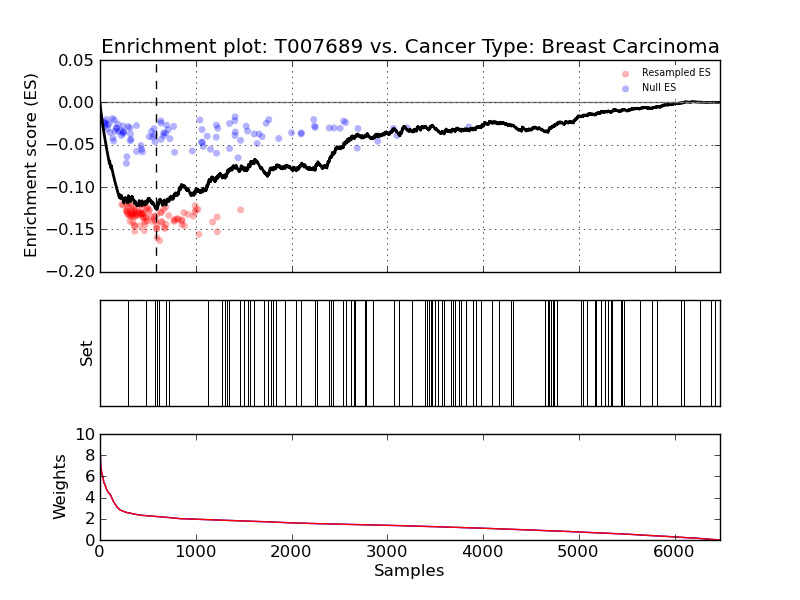 Enrichment plot: T007689 vs. Cancer Type: Breast Carcinoma
Enrichment score (ES)
0.05
0.00
−0.05
−0.10
−0.15
−0.20
Resampled ES
Null ES
Set
Weights
10
8
6
4
2
0
0 1000 2000 3000 4000 5000 6000
Samples